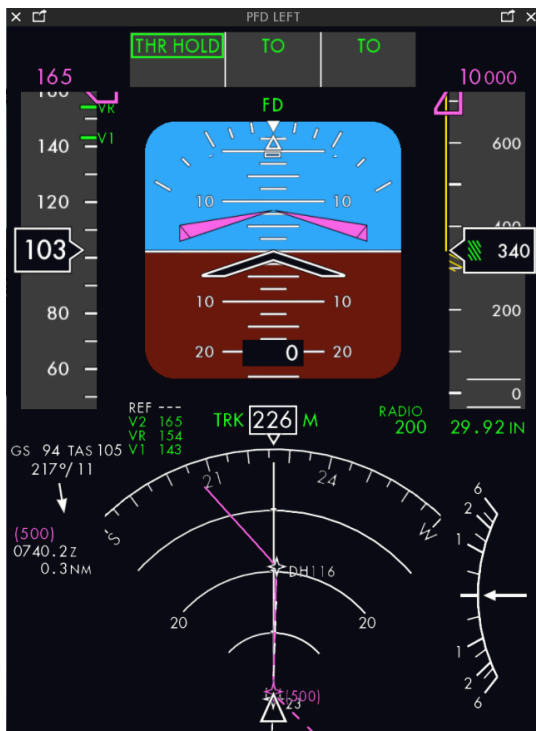 PFD LEFT
THR HOLD TO TO
165 10 000
FD
VR
V1
140
120
103
80
60
600
340
200
0
10 10
10 10
20 0 20
REF ---
V2 165
VR 154
V1 143
TRK 226 M
RADIO
200
29.92 IN
GS 94 TAS 105
217°/ 11
(500)
0740.2Z
0.3NM
S 21 24 W
DH116
20 20
(500)
6
2
1
1
2
6